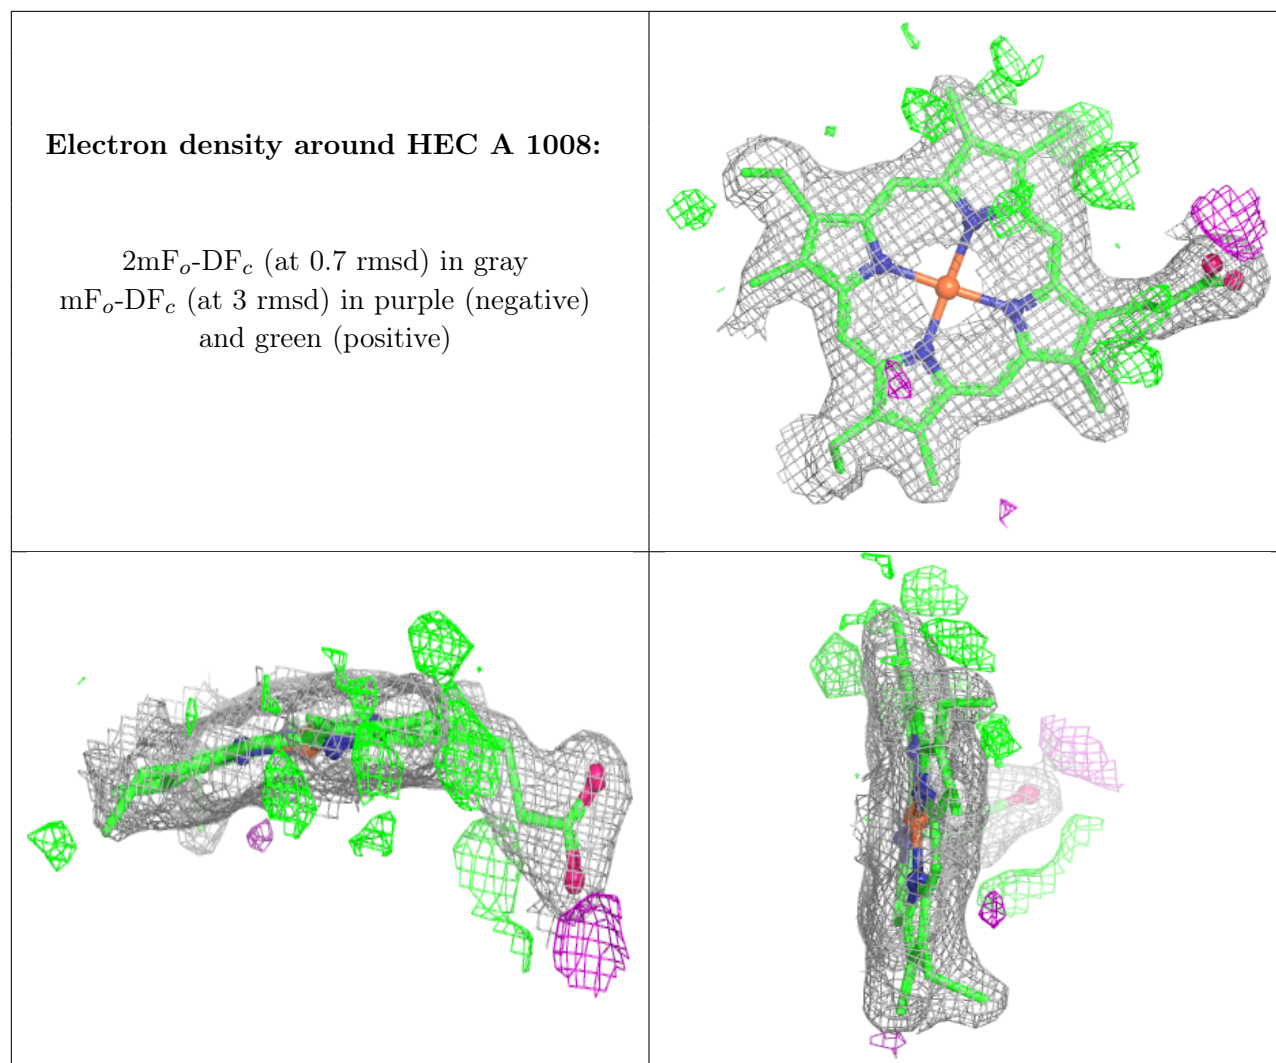 Electron density around HEC A 1008:
2mFo-DFc (at 0.7 rmsd) in gray
mFo-DFc (at 3 rmsd) in purple (negative)
and green (positive)